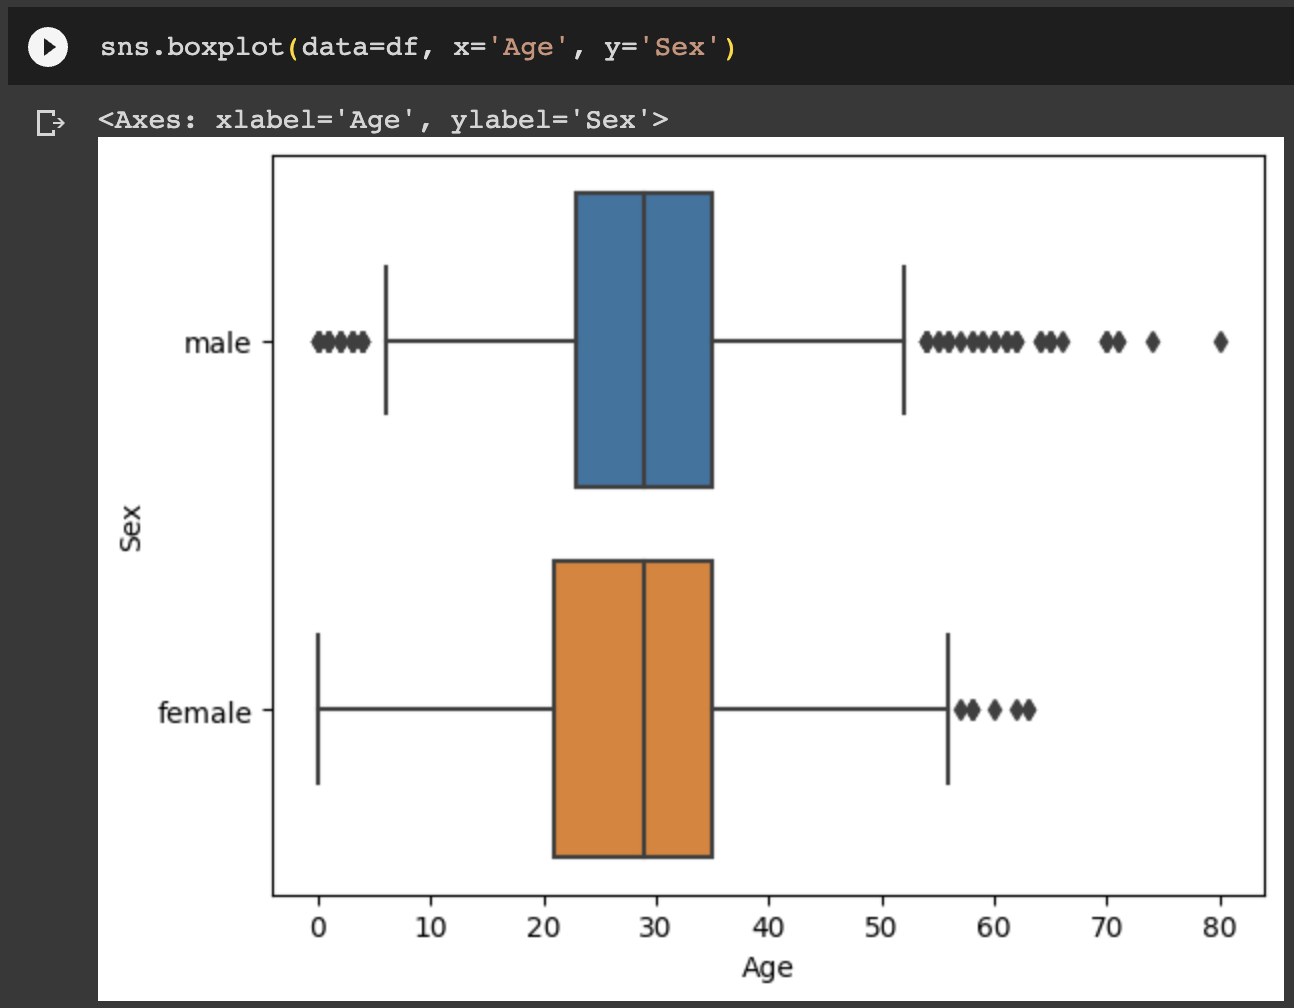 sns.boxplot(data=df, x='Age', y='Sex')
<Axes: xlabel='Age', ylabel='Sex'>
male
Sex
female
0 10 20 30 40 50 60 70 80
Age